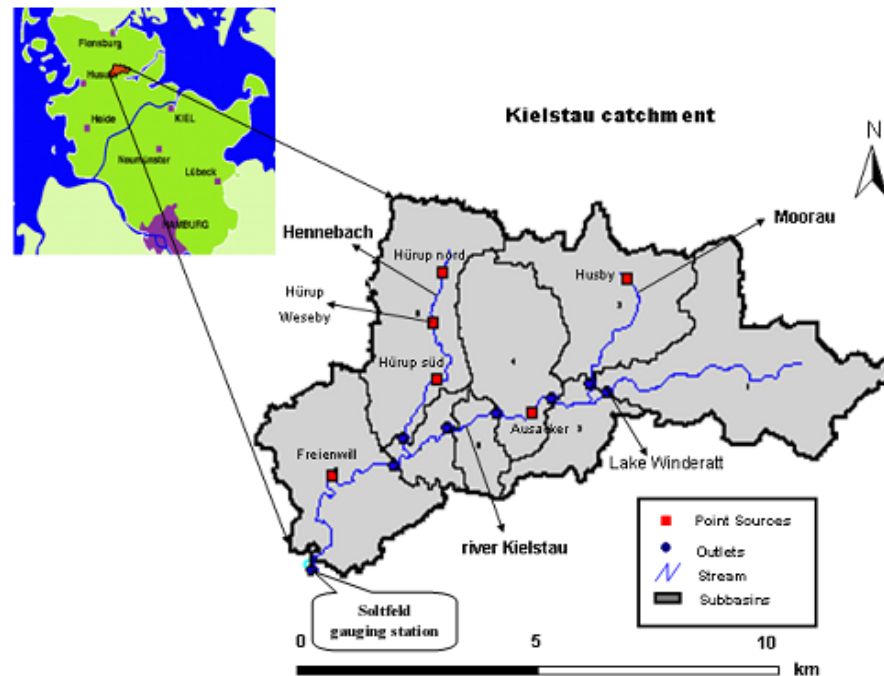 Flensburg
Husum
Heide
KIEL
Neumünster
Lübeck
HAMBURG
Kielstau catchment
N
Hennebach
Moorau
Hürup nord
Husby
Hürup
Weseby
Hürup süd
Ausacker
Freienwill
Lake Winderatt
river Kielstau
Point Sources
Outlets
Stream
Subbasins
Soltfeld
gauging station
0 5 10
km